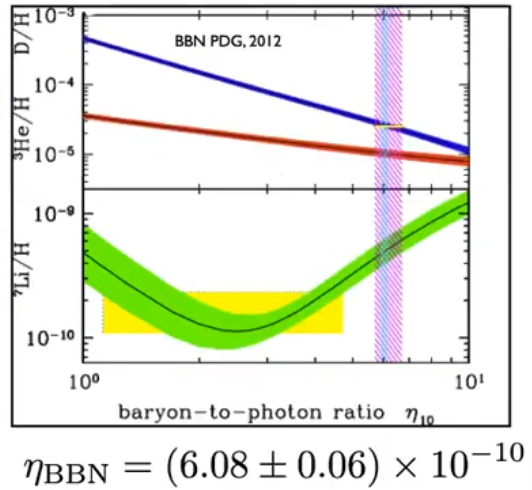 10⁻³
D/H
BBN PDG, 2012
10⁻⁴
³He/H
10⁻⁵
10⁻⁹
⁷Li/H
10⁻¹⁰
10⁰
10¹
baryon-to-photon ratio η₁₀
η_BBN = (6.08 ± 0.06) × 10⁻¹⁰